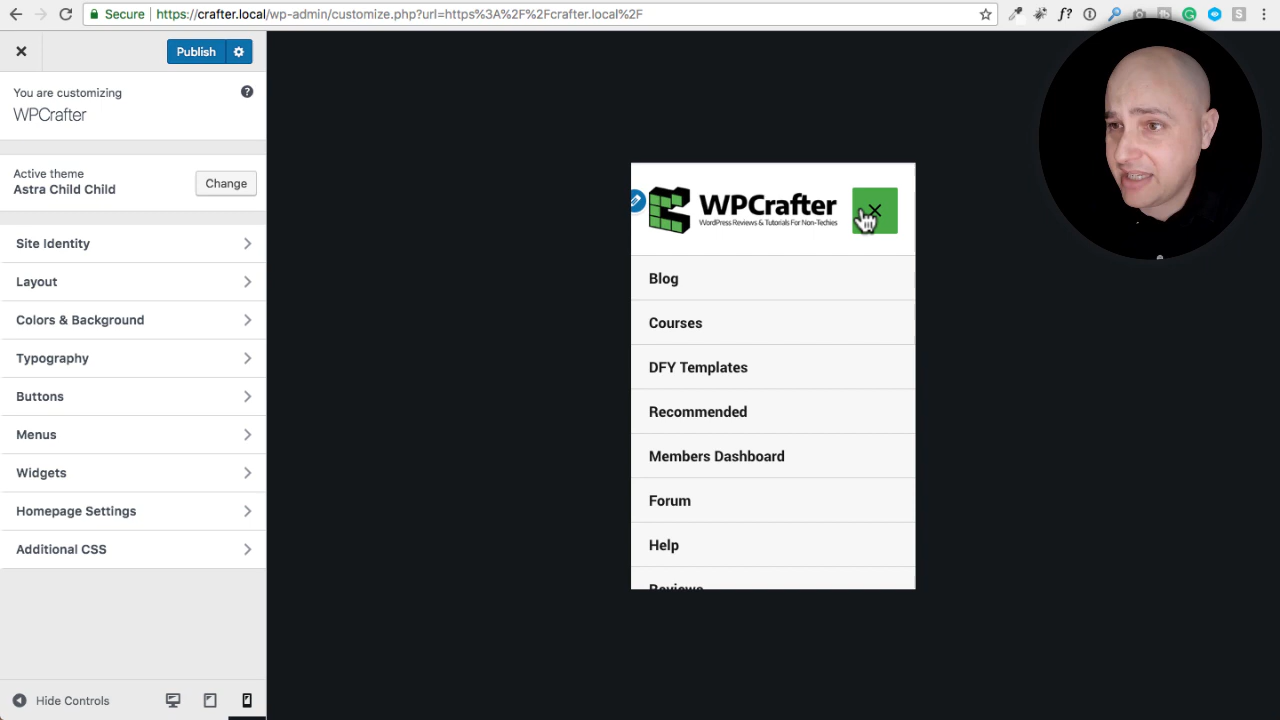 Secure https://crafter.local/wp-admin/customize.php?url=https%3A%2F%2Fcrafter.local%2F
f?
S
Publish
You are customizing
WPCrafter
Active theme
Astra Child Child
Change
Site Identity
Layout
Colors & Background
Typography
Buttons
Menus
Widgets
Homepage Settings
Additional CSS
Hide Controls
WPCrafter
WordPress Reviews & Tutorials For Non-Techies
Blog
Courses
DFY Templates
Recommended
Members Dashboard
Forum
Help
Reviews